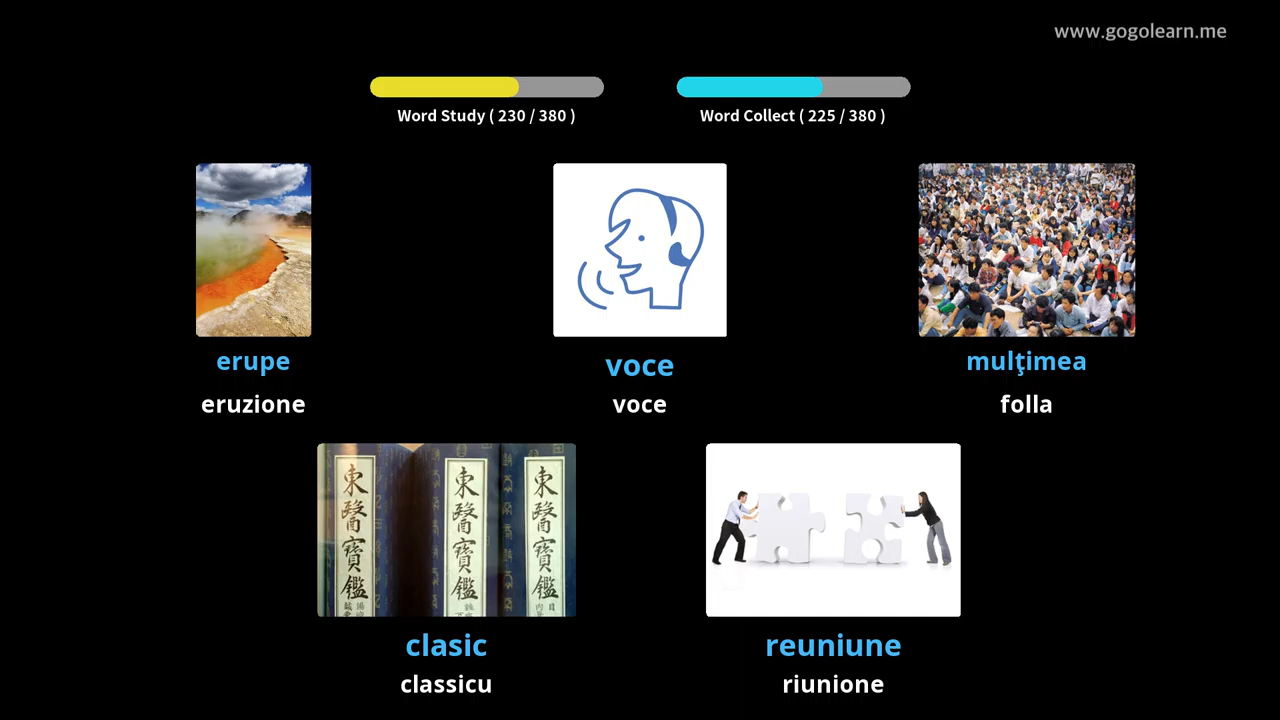 www.gogolearn.me
Word Study ( 230 / 380 )
Word Collect ( 225 / 380 )
erupe
eruzione
voce
voce
mulţimea
folla
東醫寶鑑
東醫寶鑑
東醫寶鑑
clasic
classicu
reuniune
riunione